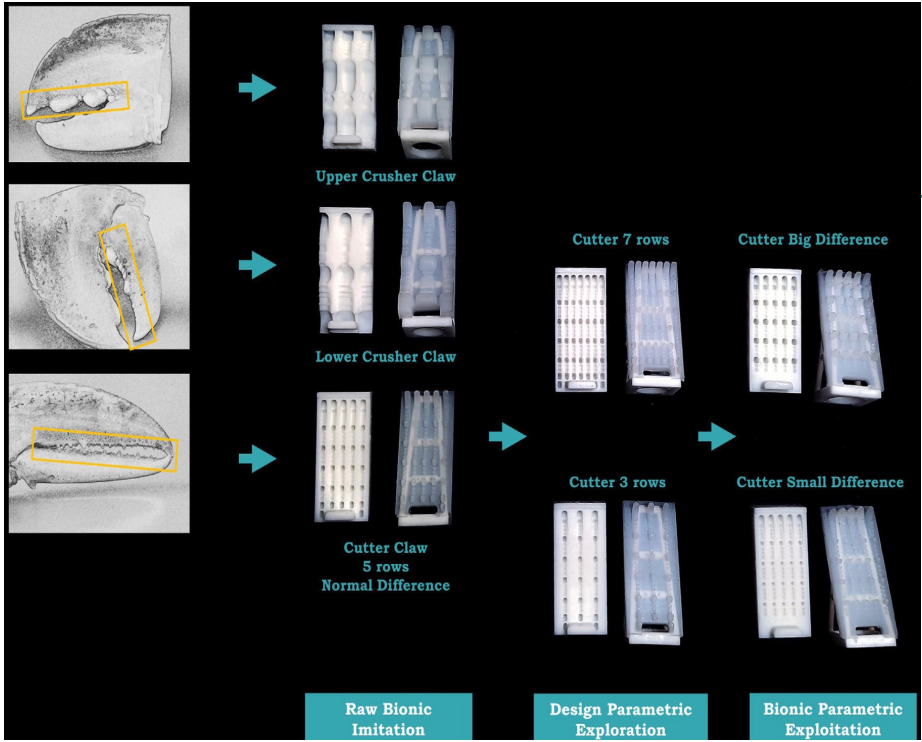 Upper Crusher Claw
Lower Crusher Claw
Cutter Claw
5 rows
Normal Difference
Cutter 7 rows
Cutter 3 rows
Cutter Big Difference
Cutter Small Difference
Raw Bionic
Imitation
Design Parametric
Exploration
Bionic Parametric
Exploitation